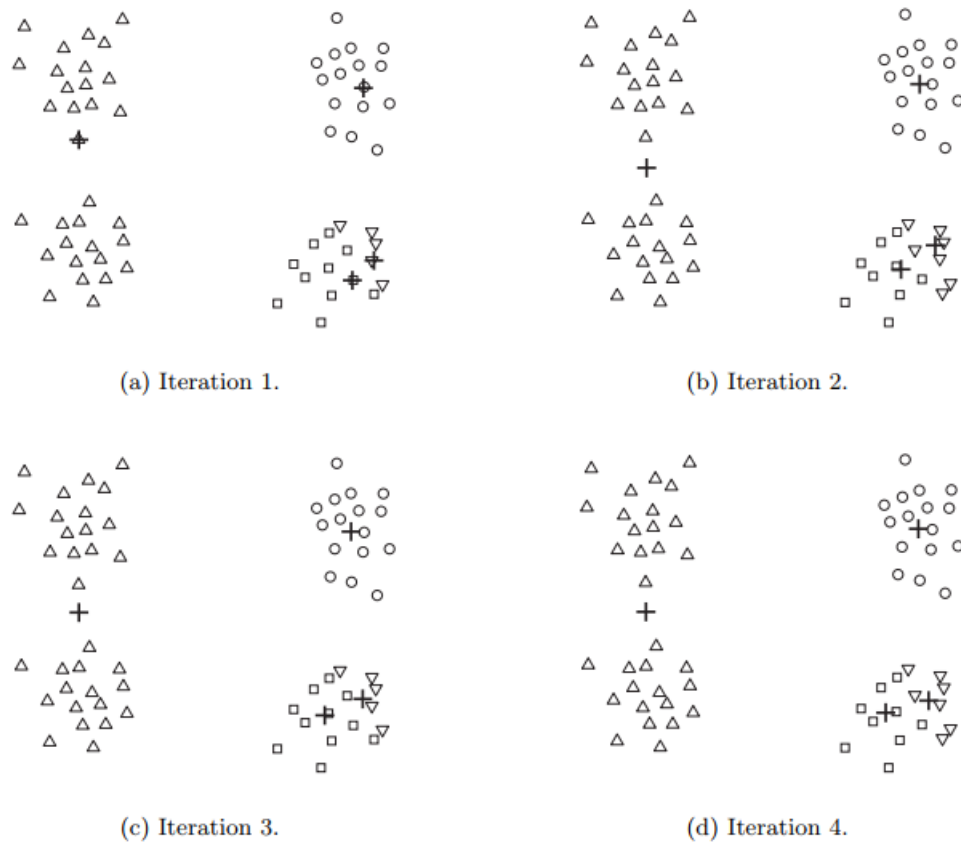 (a) Iteration 1.
(b) Iteration 2.
(c) Iteration 3.
(d) Iteration 4.